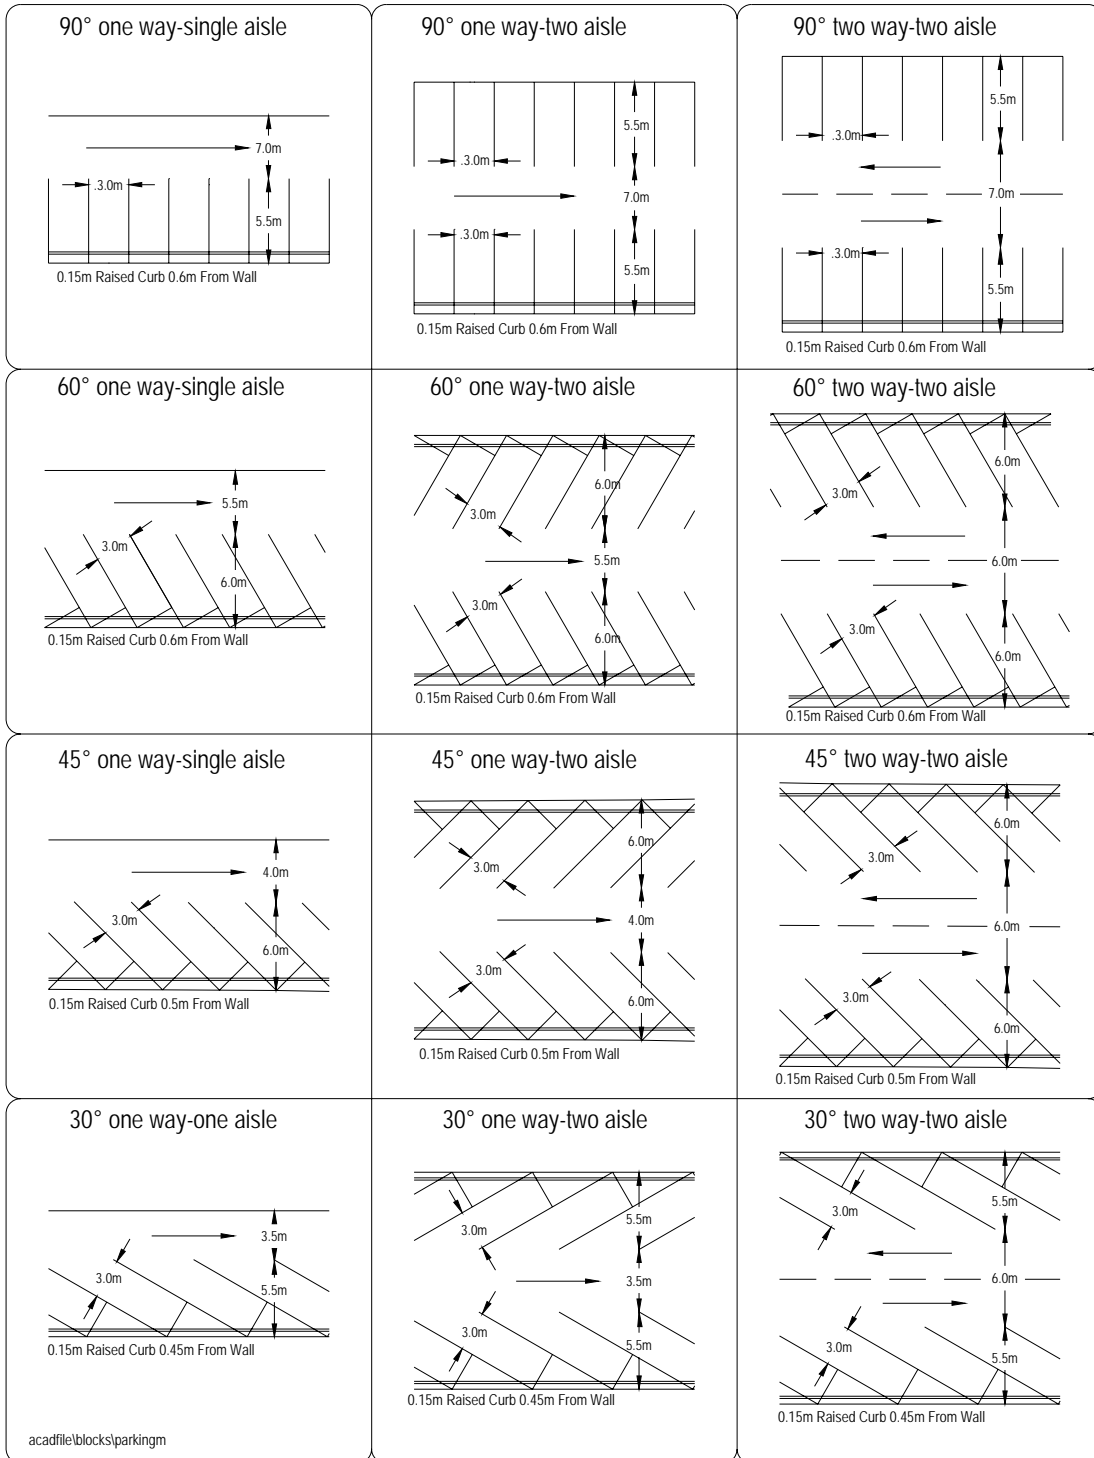 90° one way-single aisle
7.0m
.3.0m
5.5m
0.15m Raised Curb 0.6m From Wall
90° one way-two aisle
5.5m
.3.0m
7.0m
.3.0m
5.5m
0.15m Raised Curb 0.6m From Wall
90° two way-two aisle
5.5m
.3.0m
7.0m
.3.0m
5.5m
0.15m Raised Curb 0.6m From Wall
60° one way-single aisle
5.5m
3.0m
6.0m
0.15m Raised Curb 0.6m From Wall
60° one way-two aisle
6.0m
3.0m
5.5m
3.0m
6.0m
0.15m Raised Curb 0.6m From Wall
60° two way-two aisle
6.0m
3.0m
6.0m
3.0m
6.0m
0.15m Raised Curb 0.6m From Wall
45° one way-single aisle
4.0m
3.0m
6.0m
0.15m Raised Curb 0.5m From Wall
45° one way-two aisle
6.0m
3.0m
4.0m
3.0m
6.0m
0.15m Raised Curb 0.5m From Wall
45° two way-two aisle
6.0m
3.0m
6.0m
3.0m
6.0m
0.15m Raised Curb 0.5m From Wall
30° one way-one aisle
3.5m
3.0m
5.5m
0.15m Raised Curb 0.45m From Wall
30° one way-two aisle
5.5m
3.0m
3.5m
3.0m
5.5m
0.15m Raised Curb 0.45m From Wall
30° two way-two aisle
5.5m
3.0m
6.0m
3.0m
5.5m
0.15m Raised Curb 0.45m From Wall
acadfile\blocks\parkingm